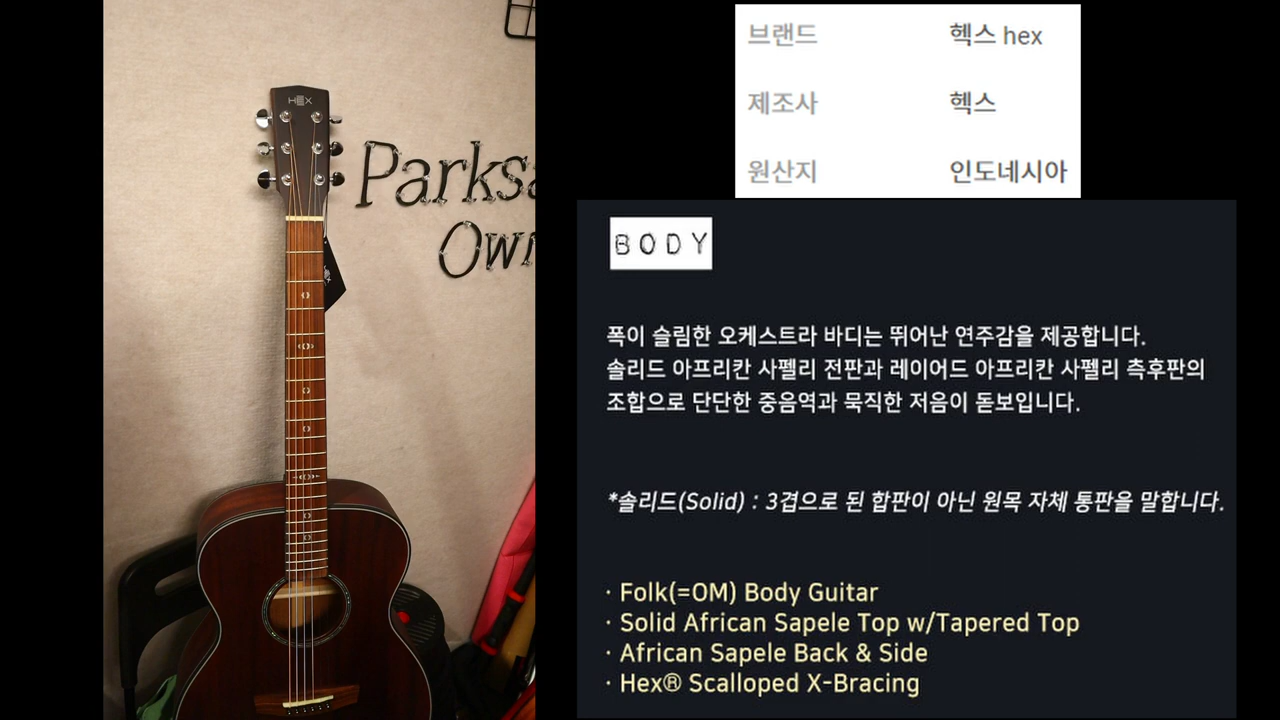 HEX
Parksa
Own
브랜드 헥스 hex
제조사 헥스
원산지 인도네시아
BODY
폭이 슬림한 오케스트라 바디는 뛰어난 연주감을 제공합니다.
솔리드 아프리칸 사펠리 전판과 레이어드 아프리칸 사펠리 측후판의
조합으로 단단한 중음역과 묵직한 저음이 돋보입니다.
*솔리드(Solid) : 3겹으로 된 합판이 아닌 원목 자체 통판을 말합니다.
· Folk(=OM) Body Guitar
· Solid African Sapele Top w/Tapered Top
· African Sapele Back & Side
· Hex® Scalloped X-Bracing